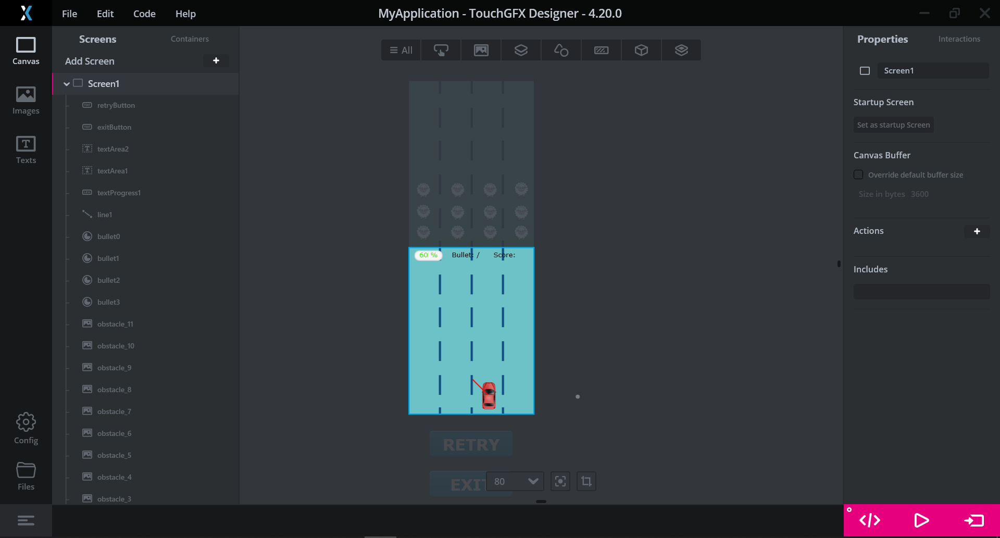 File Edit Code Help MyApplication - TouchGFX Designer - 4.20.0
Canvas
Images
Texts
Config
Files
Screens Containers
Add Screen +
Screen1
retryButton
exitButton
textArea2
textArea1
textProgress1
line1
bullet0
bullet1
bullet2
bullet3
obstacle_11
obstacle_10
obstacle_9
obstacle_8
obstacle_7
obstacle_6
obstacle_5
obstacle_4
obstacle_3
All
60 % Bullet: / Score:
RETRY
EXIT
80
Properties Interactions
Screen1
Startup Screen
Set as startup Screen
Canvas Buffer
Override default buffer size
Size in bytes 3600
Actions +
Includes